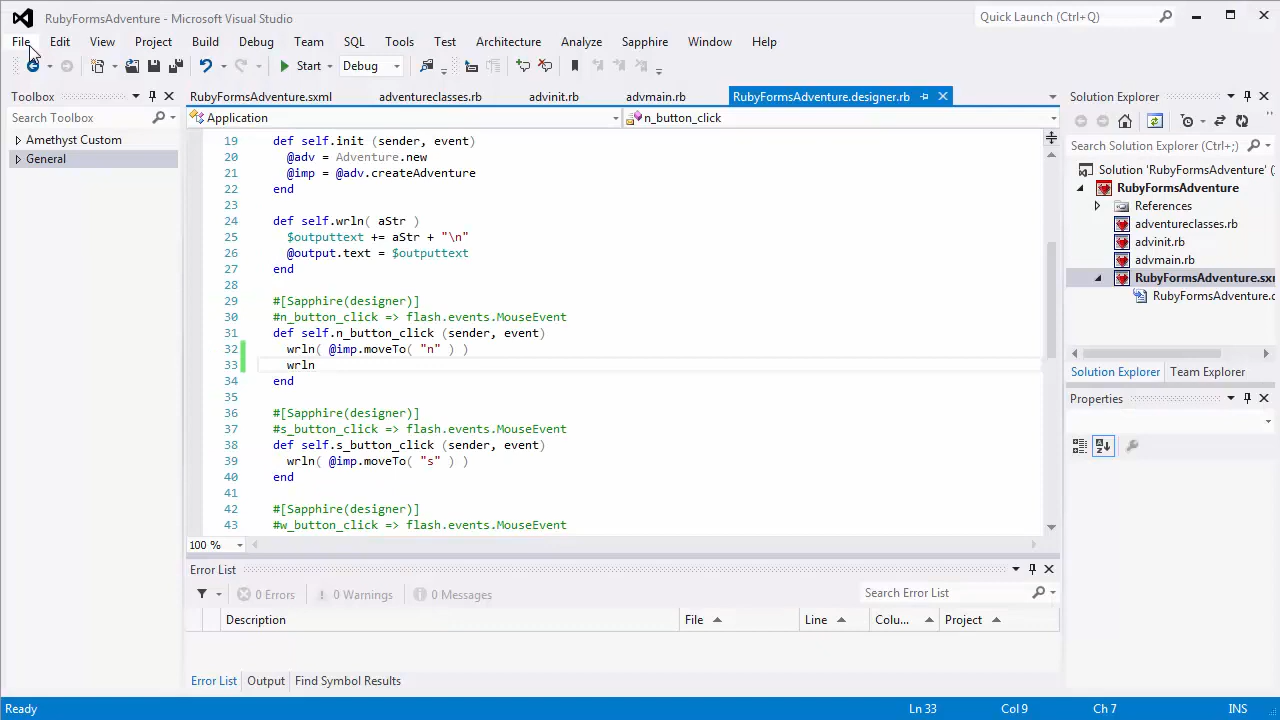 RubyFormsAdventure - Microsoft Visual Studio
Quick Launch (Ctrl+Q)
File Edit View Project Build Debug Team SQL Tools Test Architecture Analyze Sapphire Window Help
Start Debug
Toolbox
Search Toolbox
Amethyst Custom
General
RubyFormsAdventure.sxml adventureclasses.rb advinit.rb advmain.rb RubyFormsAdventure.designer.rb
Application n_button_click
19 def self.init (sender, event)
20 @adv = Adventure.new
21 @imp = @adv.createAdventure
22 end
23
24 def self.wrln( aStr )
25 $outputtext += aStr + "\n"
26 @output.text = $outputtext
27 end
28
29 #[Sapphire(designer)]
30 #n_button_click => flash.events.MouseEvent
31 def self.n_button_click (sender, event)
32 wrln( @imp.moveTo( "n" ) )
33 wrln
34 end
35
36 #[Sapphire(designer)]
37 #s_button_click => flash.events.MouseEvent
38 def self.s_button_click (sender, event)
39 wrln( @imp.moveTo( "s" ) )
40 end
41
42 #[Sapphire(designer)]
43 #w_button_click => flash.events.MouseEvent
100 %
Error List
0 Errors 0 Warnings 0 Messages
Search Error List
Description File Line Colu... Project
Error List Output Find Symbol Results
Solution Explorer
Search Solution Explorer (Ctrl+;)
Solution 'RubyFormsAdventure' (
RubyFormsAdventure
References
adventureclasses.rb
advinit.rb
advmain.rb
RubyFormsAdventure.sx
RubyFormsAdventure.
Solution Explorer Team Explorer
Properties
Ready Ln 33 Col 9 Ch 7 INS